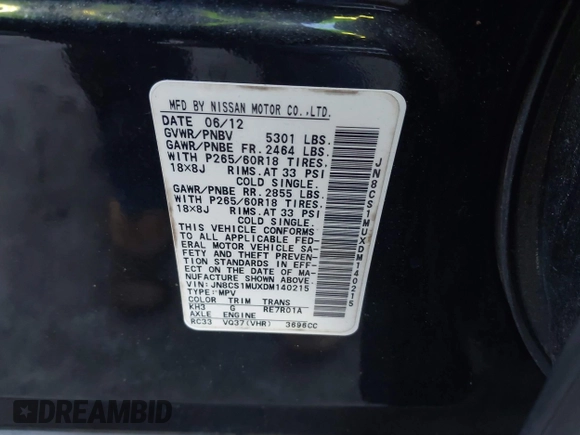 MFD BY NISSAN MOTOR CO.,LTD.
DATE 06/12
GVWR/PNBV 5301 LBS.
GAWR/PNBE FR. 2464 LBS.
WITH P265/60R18 TIRES.
18×8J RIMS.AT 33 PSI
COLD SINGLE.
GAWR/PNBE RR. 2855 LBS.
WITH P265/60R18 TIRES.
18×8J RIMS.AT 33 PSI
COLD SINGLE.
THIS VEHICLE CONFORMS
TO ALL APPLICABLE FED-
ERAL MOTOR VEHICLE SA-
FETY AND THEFT PREVEN-
TION STANDARDS IN EFF-
ECT ON THE DATE OF MA-
NUFACTURE SHOWN ABOVE
VIN: JN8CS1MUXDM140215
TYPE:MPV
COLOR TRIM TRANS
KH3 G RE7R01A
AXLE ENGINE
RC33 VQ37(VHR) 3696CC
JN8CS1MUXDM140215
DREAMBID